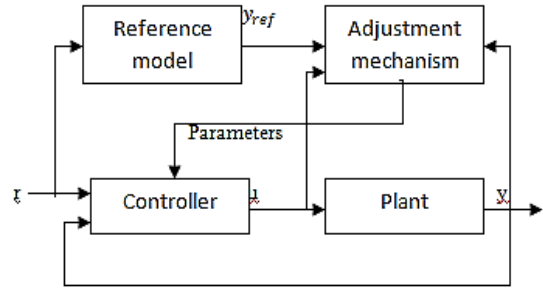 y_ref
Reference
model
Adjustment
mechanism
Parameters
r
Controller
u
Plant
y